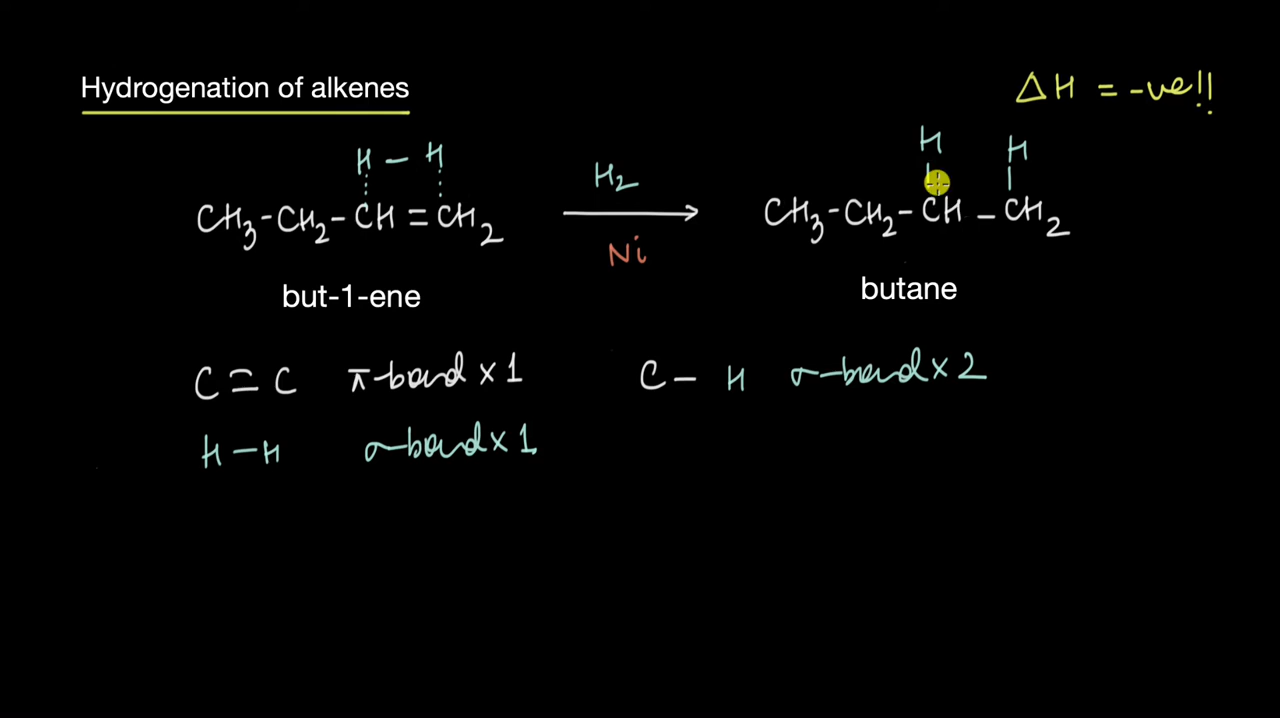 Hydrogenation of alkenes
ΔH = -ve!!
H - H
H H
CH₃-CH₂-CH=CH₂
H₂
Ni
CH₃-CH₂-CH-CH₂
but-1-ene
butane
C=C π-bond×1
C-H σ-bond×2
H-H σ-bond×1